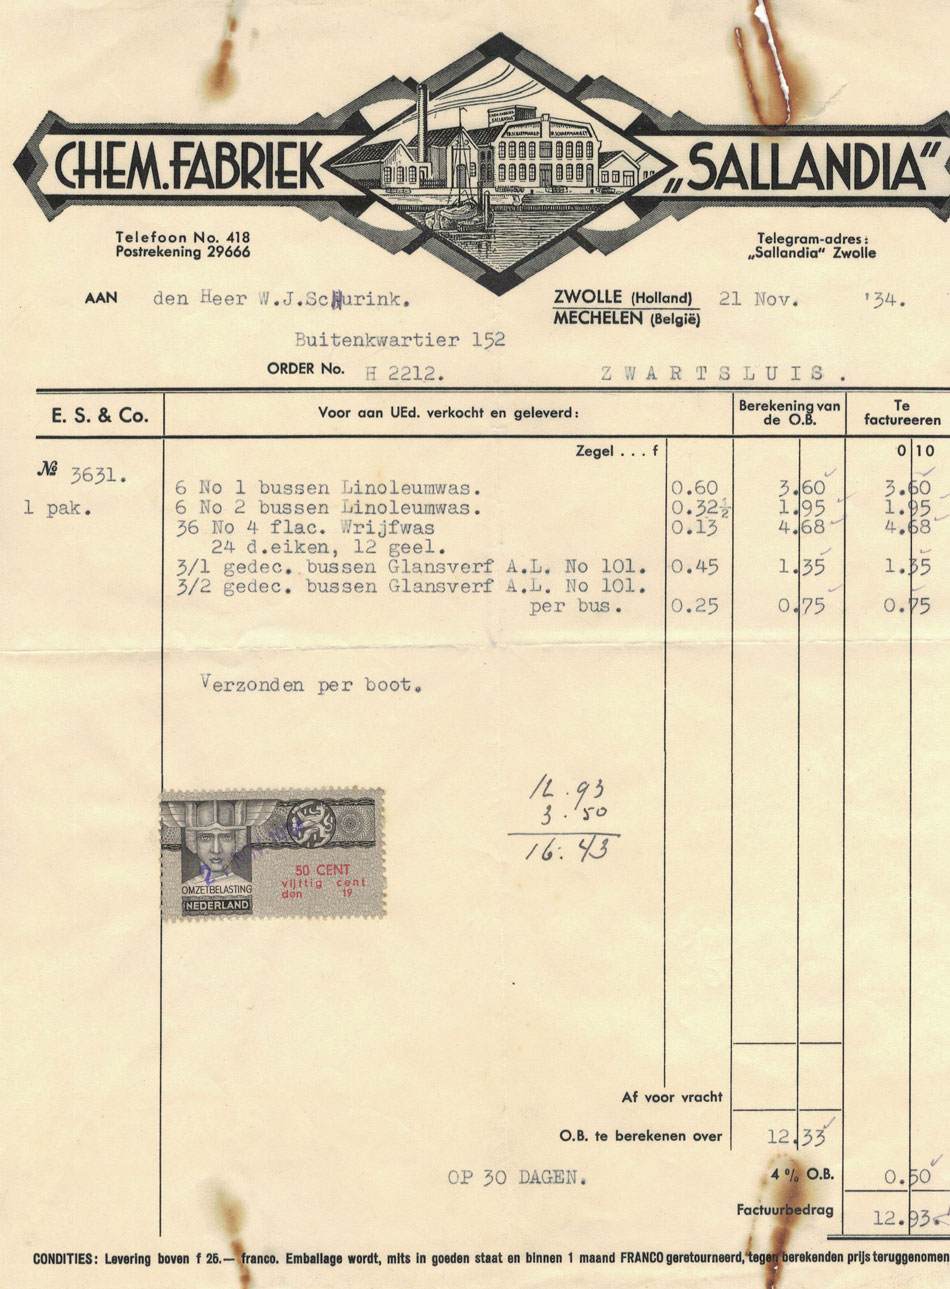 CHEM. FABRIEK „SALLANDIA”
CHEM. FABRIEK
SALLANDIA
Telefoon No. 418
Postrekening 29666
Telegram-adres:
„Sallandia” Zwolle
AAN den Heer W.J.Schurink.
ZWOLLE (Holland) 21 Nov. '34.
MECHELEN (België)
Buitenkwartier 152
ORDER No. H 2212. ZWARTSLUIS.
E. S. & Co. Voor aan UEd. verkocht en geleverd: Berekening van de O.B. Te factureeren
Zegel . . . f 0 10
No 3631.
6 No 1 bussen Linoleumwas. 0.60 3.60 3.60
1 pak. 6 No 2 bussen Linoleumwas. 0.32½ 1.95 1.95
36 No 4 flac. Wrijfwas 0.13 4.68 4.68
24 d.eiken, 12 geel.
3/1 gedec. bussen Glansverf A.L. No 101. 0.45 1.35 1.35
3/2 gedec. bussen Glansverf A.L. No 101.
per bus. 0.25 0.75 0.75
Verzonden per boot.
12.93
3.50
16.43
50 CENT
vijftig cent
den 19
OMZETBELASTING
NEDERLAND
Af voor vracht
O.B. te berekenen over 12.33
OP 30 DAGEN. 4 % O.B. 0.50
Factuurbedrag 12.93.
CONDITIES: Levering boven f 25.— franco. Emballage wordt, mits in goeden staat en binnen 1 maand FRANCO geretourneerd, tegen berekenden prijs teruggenomen